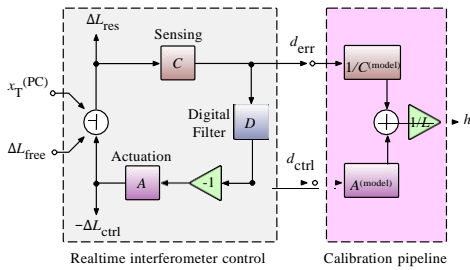 ΔL_res
Sensing
C
d_err
1/C^(model)
x_T^(PC)
Digital
Filter
D
1/L
h
ΔL_free
Actuation
A
-1
d_ctrl
A^(model)
−ΔL_ctrl
Realtime interferometer control
Calibration pipeline